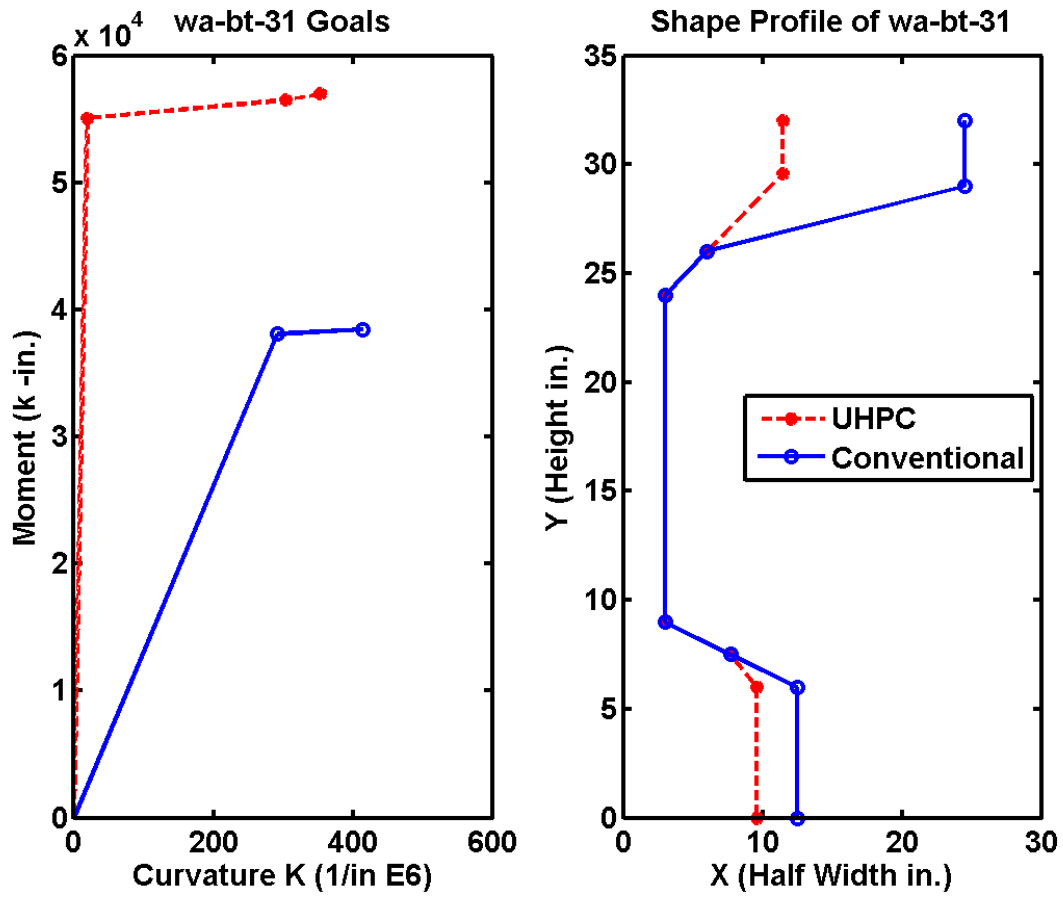 wa-bt-31 Goals
x 10⁴
6
5
4
3
2
1
0
0
200
400
600
Moment (k -in.)
Curvature K (1/in E6)
Shape Profile of wa-bt-31
35
30
25
20
15
10
5
0
0
10
20
30
Y (Height in.)
X (Half Width in.)
UHPC
Conventional